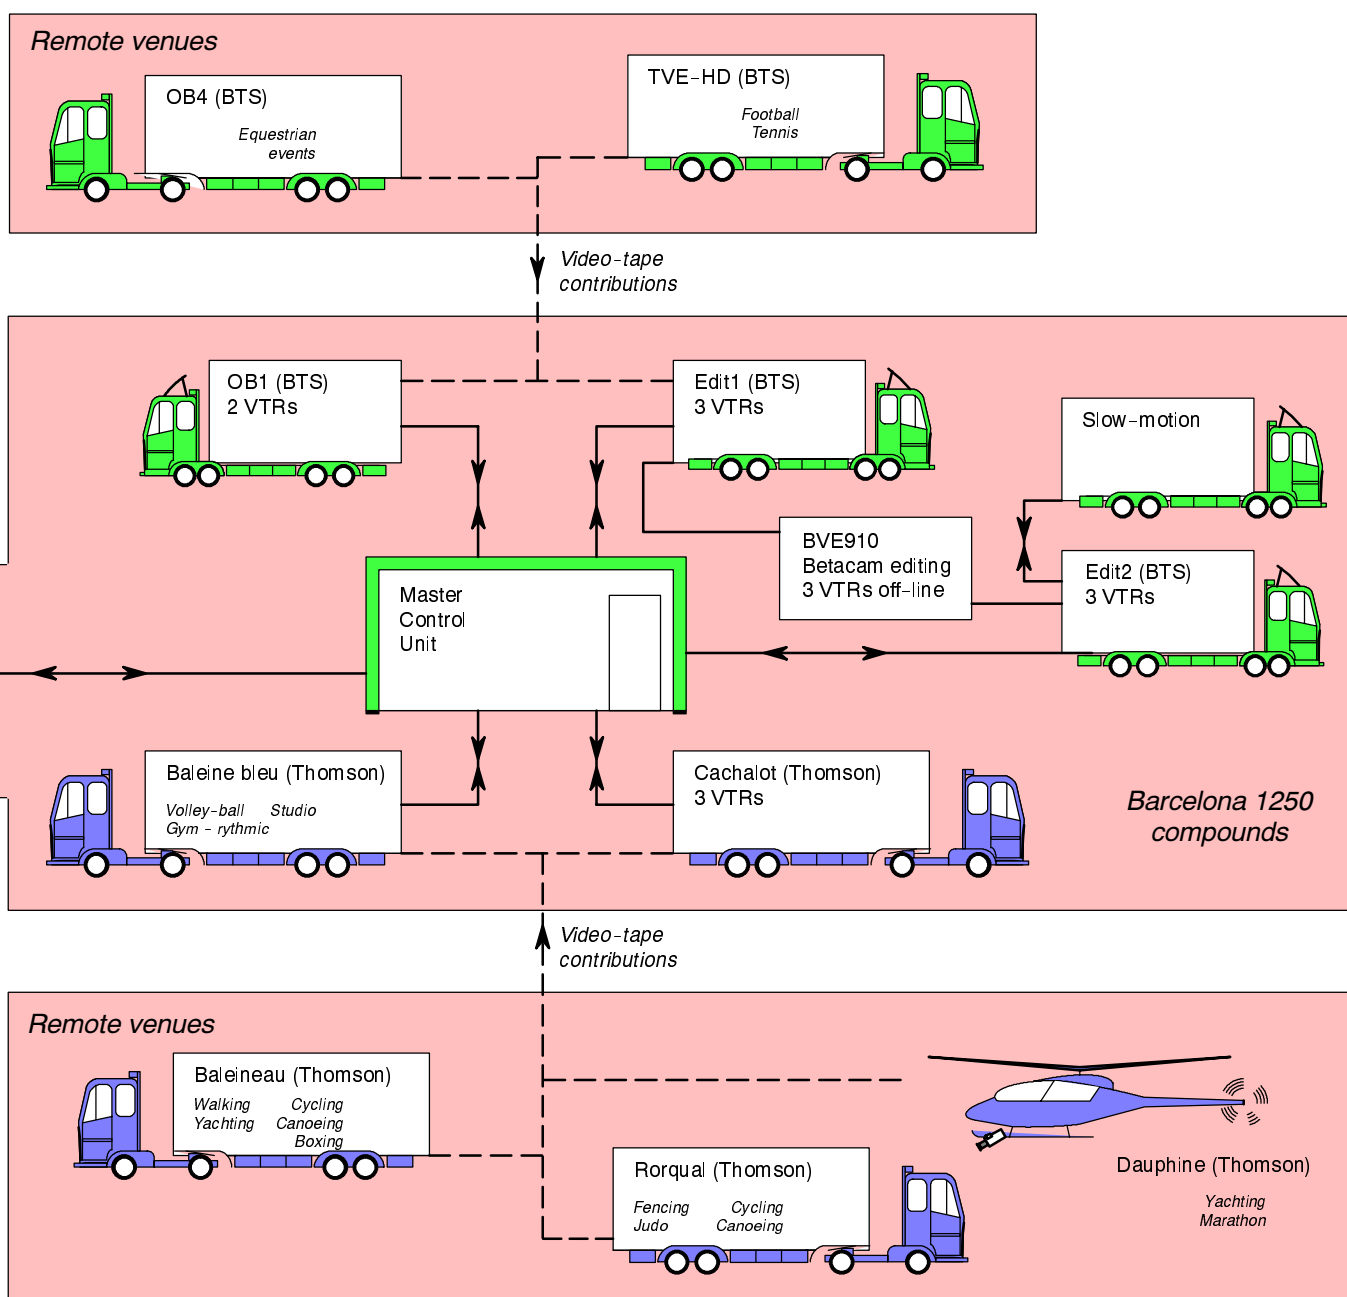 Remote venues
OB4 (BTS)
Equestrian
events
TVE-HD (BTS)
Football
Tennis
Video-tape
contributions
OB1 (BTS)
2 VTRs
Edit1 (BTS)
3 VTRs
Slow-motion
BVE910
Betacam editing
3 VTRs off-line
Edit2 (BTS)
3 VTRs
Master
Control
Unit
Baleine bleu (Thomson)
Volley-ball Studio
Gym - rythmic
Cachalot (Thomson)
3 VTRs
Barcelona 1250
compounds
Video-tape
contributions
Remote venues
Baleineau (Thomson)
Walking Cycling
Yachting Canoeing
Boxing
Rorqual (Thomson)
Fencing Cycling
Judo Canoeing
Dauphine (Thomson)
Yachting
Marathon